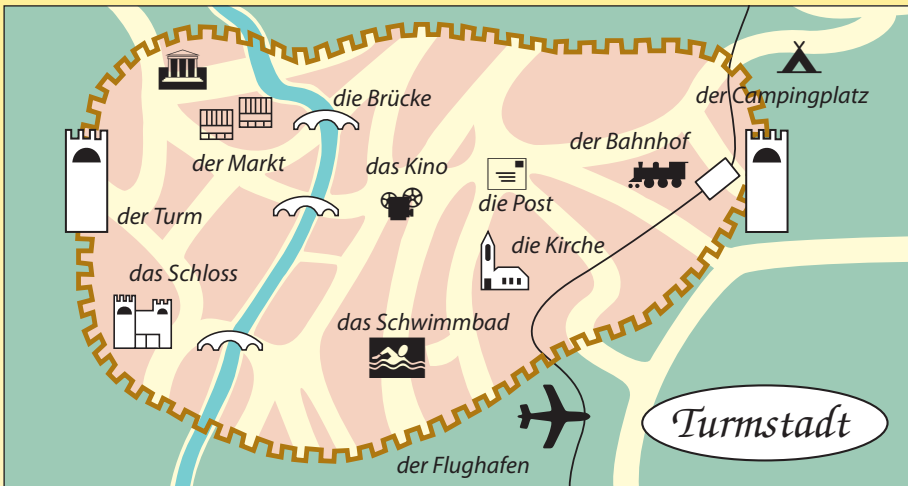 die Brücke
der Campingplatz
der Markt
das Kino
der Bahnhof
die Post
der Turm
die Kirche
das Schloss
das Schwimmbad
Turmstadt
der Flughafen